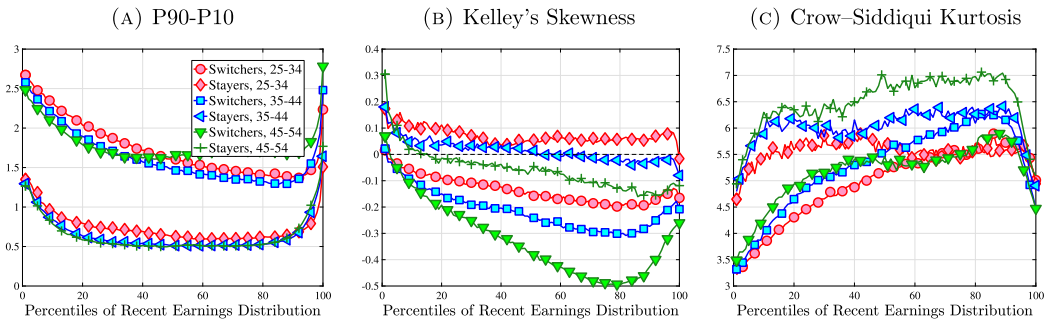 (A) P90-P10
(B) Kelley's Skewness
(C) Crow–Siddiqui Kurtosis
3
2.5
2
1.5
1
0.5
0
0 20 40 60 80 100
Percentiles of Recent Earnings Distribution
Switchers, 25-34
Stayers, 25-34
Switchers, 35-44
Stayers, 35-44
Switchers, 45-54
Stayers, 45-54
0.4
0.3
0.2
0.1
0
-0.1
-0.2
-0.3
-0.4
-0.5
0 20 40 60 80 100
Percentiles of Recent Earnings Distribution
7.5
7
6.5
6
5.5
5
4.5
4
3.5
3
0 20 40 60 80 100
Percentiles of Recent Earnings Distribution